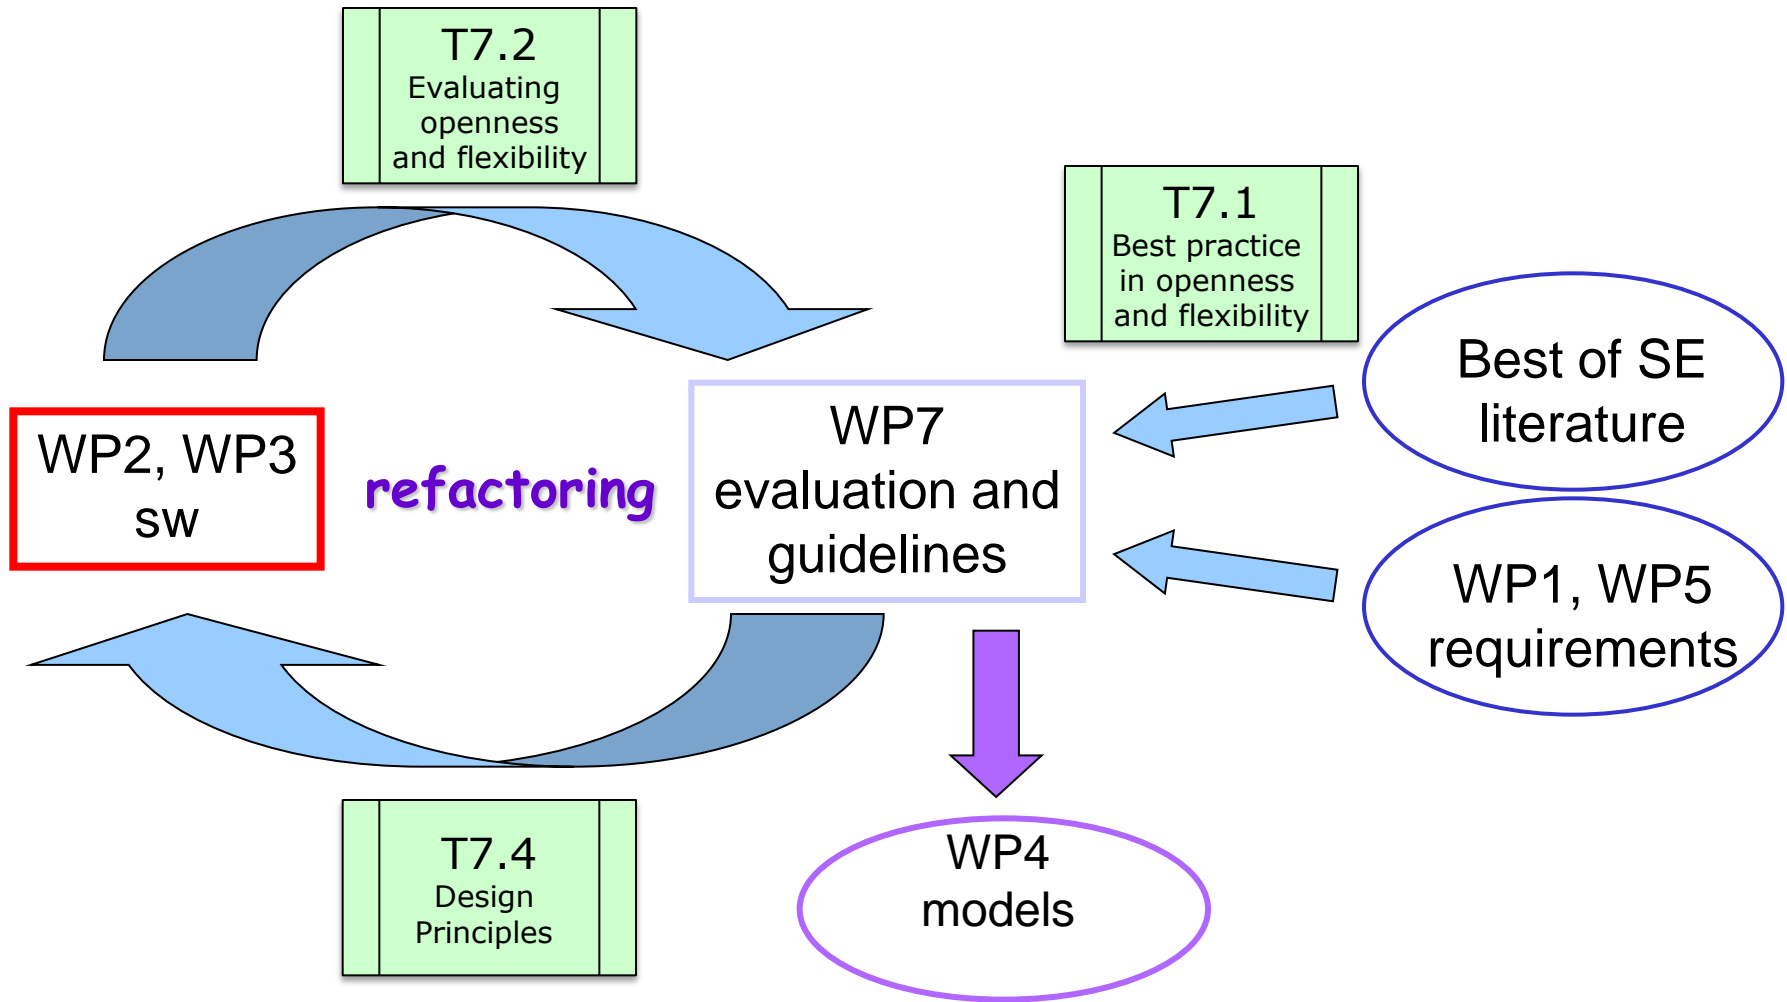 T7.2
Evaluating
openness
and flexibility
T7.1
Best practice
in openness
and flexibility
Best of SE
literature
WP2, WP3
sw
refactoring
WP7
evaluation and
guidelines
WP1, WP5
requirements
T7.4
Design
Principles
WP4
models